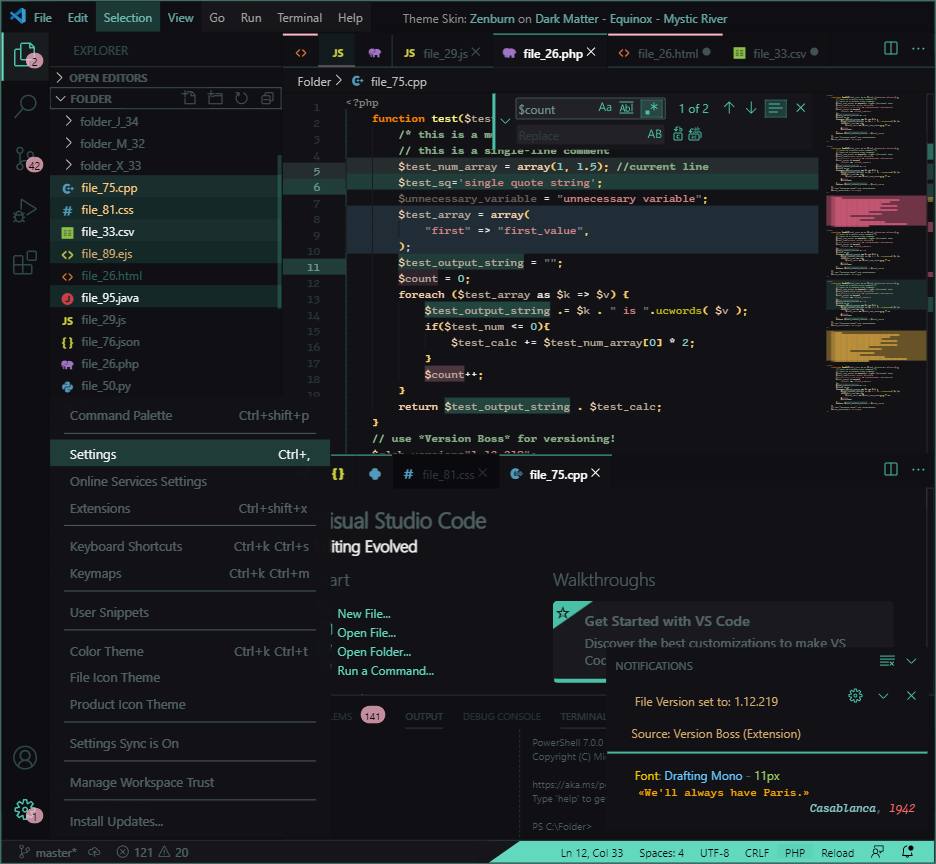 File Edit Selection View Go Run Terminal Help Theme Skin: Zenburn on Dark Matter - Equinox - Mystic River
2
EXPLORER
OPEN EDITORS
FOLDER
folder_J_34
folder_M_32
folder_X_33
file_75.cpp
file_81.css
file_33.csv
file_89.ejs
file_26.html
file_95.java
file_29.js
file_76.json
file_26.php
file_50.py
42
JS JS file_29.js file_26.php file_26.html file_33.csv
Folder file_75.cpp
$count Aa Abl .* 1 of 2
Replace AB
1 <?php
2 function test($tes
3 /* this is a m
4 // this is a single-line comment
5 $test_num_array = array(1, 1.5); //current line
6 $test_sq='single quote string';
7 $unnecessary_variable = "unnecessary variable";
8 $test_array = array(
9 "first" => "first_value",
10 );
11 $test_output_string = "";
12 $count = 0;
13 foreach ($test_array as $k => $v) {
14 $test_output_string .= $k . " is ".ucwords( $v );
15 if($test_num <= 0){
16 $test_calc += $test_num_array[0] * 2;
17 }
18 $count++;
19 }
return $test_output_string . $test_calc;
}
// use *Version Boss* for versioning!
Command Palette Ctrl+shift+p
Settings Ctrl+,
Online Services Settings
Extensions Ctrl+shift+x
Keyboard Shortcuts Ctrl+k Ctrl+s
Keymaps Ctrl+k Ctrl+m
User Snippets
Color Theme Ctrl+k Ctrl+t
File Icon Theme
Product Icon Theme
Settings Sync is On
Manage Workspace Trust
Install Updates...
1
{} # file_81.css file_75.cpp
isual Studio Code
iting Evolved
art
New File...
Open File...
Open Folder...
Run a Command...
Walkthroughs
Get Started with VS Code
Discover the best customizations to make VS
Coc
EMS 141 OUTPUT DEBUG CONSOLE TERMINAL
PowerShell 7.0.0
Copyright (C) Mi
https://aka.ms/po
Type 'help' to ge
PS C:\Folder>
NOTIFICATIONS
File Version set to: 1.12.219
Source: Version Boss (Extension)
Font: Drafting Mono - 11px
«We'll always have Paris.»
Casablanca, 1942
master* 121 20 Ln 12, Col 33 Spaces: 4 UTF-8 CRLF PHP Reload